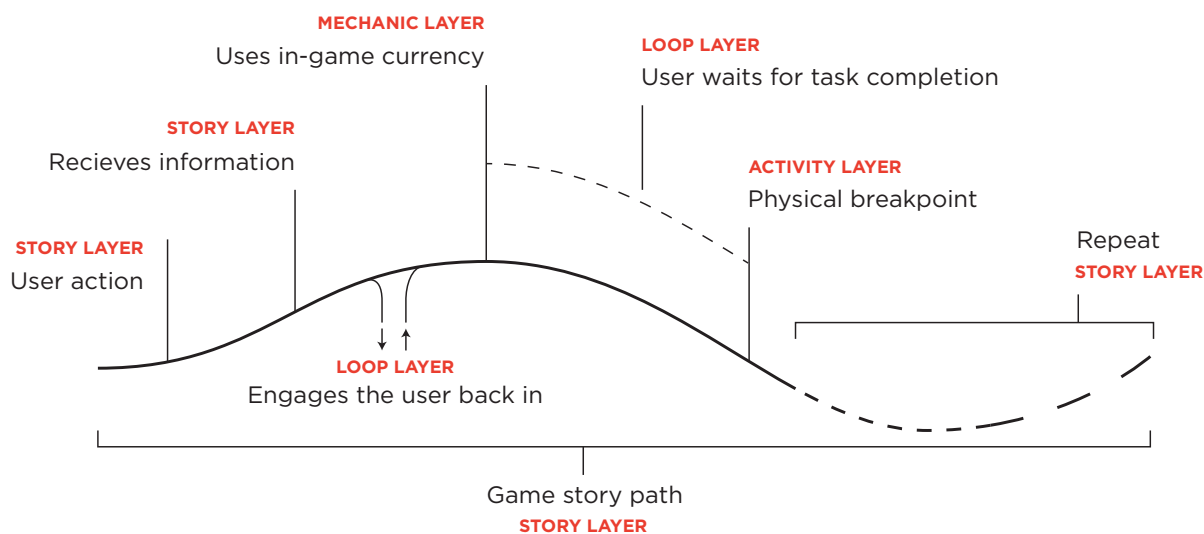 MECHANIC LAYER
Uses in-game currency
LOOP LAYER
User waits for task completion
STORY LAYER
Recieves information
ACTIVITY LAYER
Physical breakpoint
STORY LAYER
User action
Repeat
STORY LAYER
LOOP LAYER
Engages the user back in
Game story path
STORY LAYER